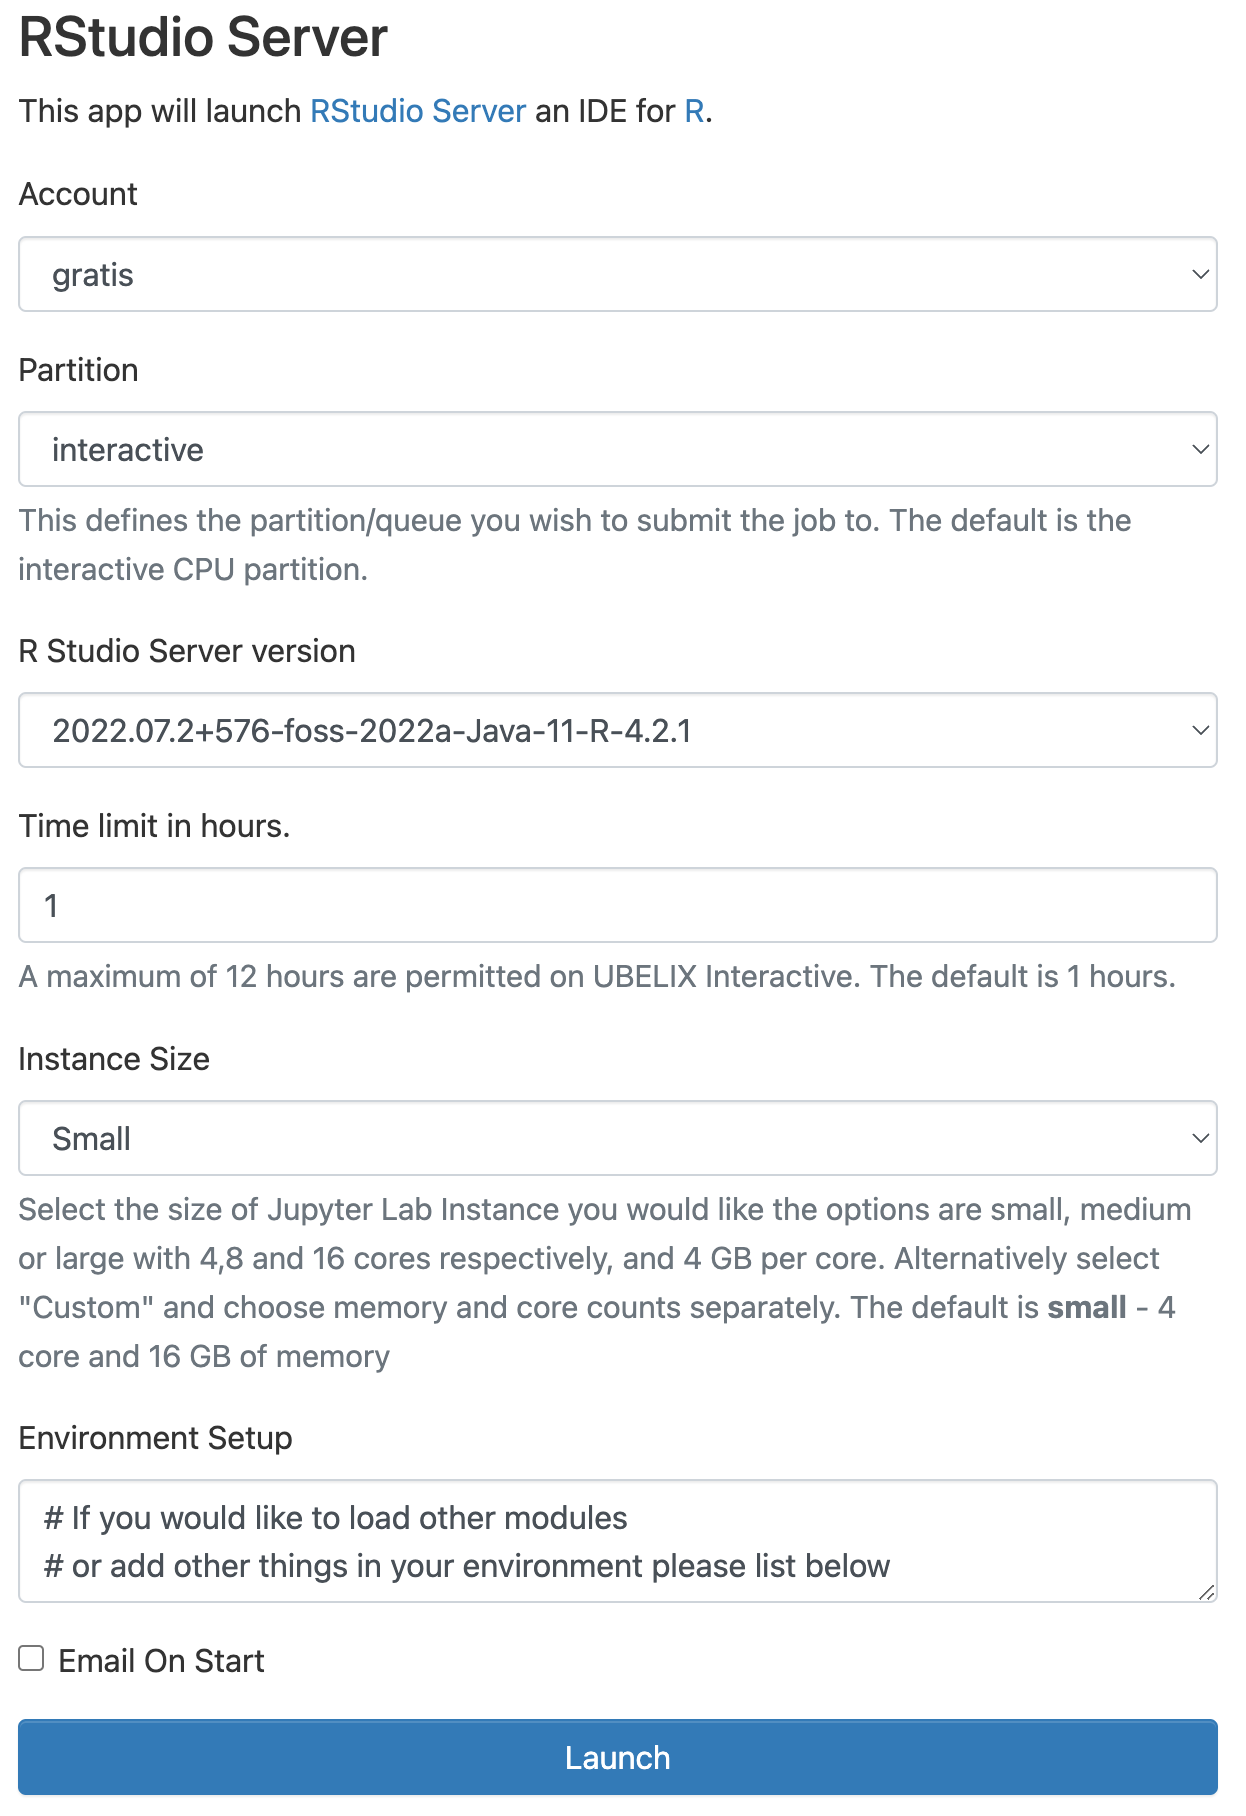 RStudio Server
This app will launch RStudio Server an IDE for R.
Account
gratis
Partition
interactive
This defines the partition/queue you wish to submit the job to. The default is the
interactive CPU partition.
R Studio Server version
2022.07.2+576-foss-2022a-Java-11-R-4.2.1
Time limit in hours.
1
A maximum of 12 hours are permitted on UBELIX Interactive. The default is 1 hours.
Instance Size
Small
Select the size of Jupyter Lab Instance you would like the options are small, medium
or large with 4,8 and 16 cores respectively, and 4 GB per core. Alternatively select
"Custom" and choose memory and core counts separately. The default is small - 4
core and 16 GB of memory
Environment Setup
# If you would like to load other modules
# or add other things in your environment please list below
Email On Start
Launch